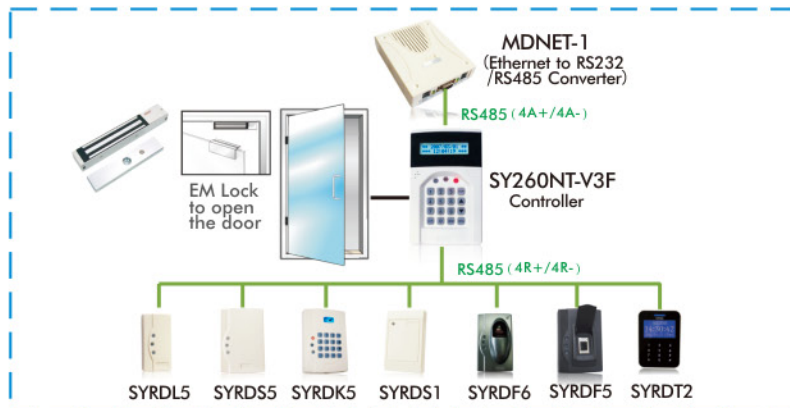 MDNET-1
(Ethernet to RS232
/RS485 Converter)
RS485 (4A+/4A-)
EM Lock
to open
the door
SY260NT-V3F
Controller
RS485 (4R+/4R-)
SYRDL5 SYRDS5 SYRDK5 SYRDS1 SYRDF6 SYRDF5 SYRDT2